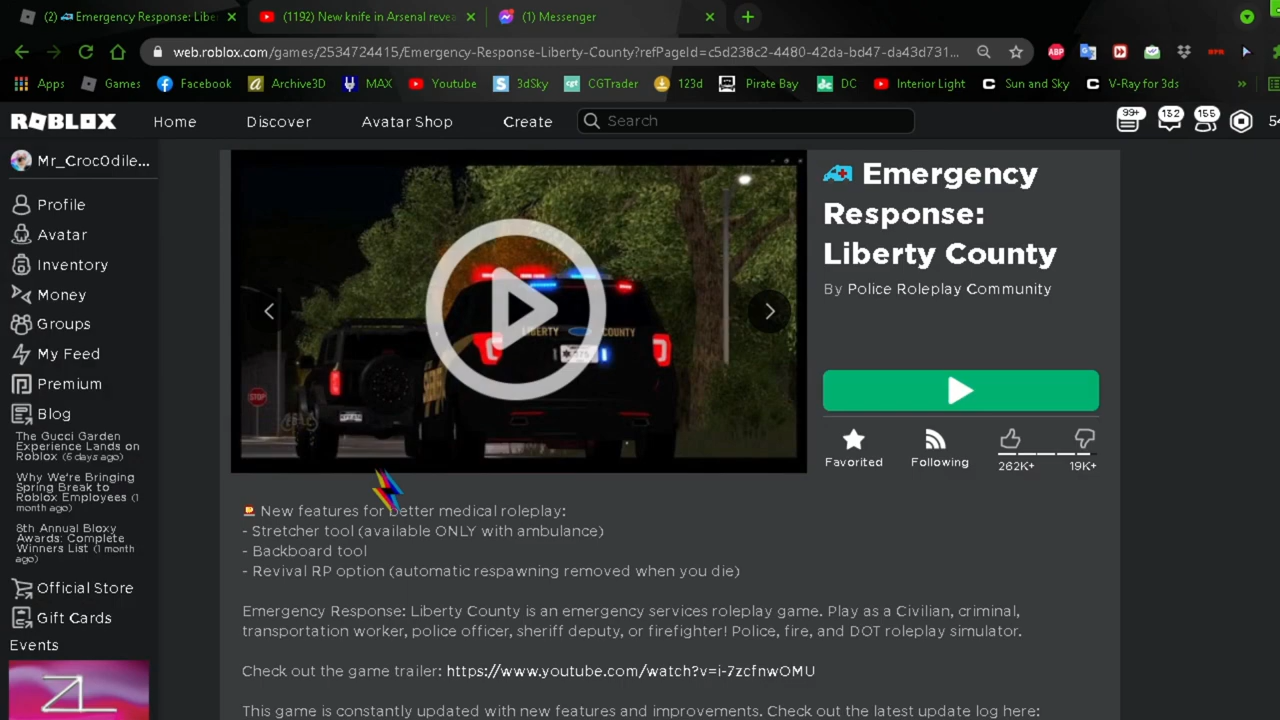 (2) Emergency Response: Libe
(1192) New knife in Arsenal revea
(1) Messenger
web.roblox.com/games/2534724415/Emergency-Response-Liberty-County?refPageId=c5d238c2-4480-42da-bd47-da43d731...
ABP
Apps
Games
Facebook
Archive3D
MAX
Youtube
3dSky
CGTrader
123d
Pirate Bay
DC
Interior Light
Sun and Sky
V-Ray for 3ds
ROBLOX
Home
Discover
Avatar Shop
Create
Search
99+
132
155
54
Mr_Croc0dile...
Profile
Avatar
Inventory
Money
Groups
My Feed
Premium
Blog
The Gucci Garden
Experience Lands on
Roblox (6 days ago)
Why We're Bringing
Spring Break to
Roblox Employees (1
month ago)
8th Annual Bloxy
Awards: Complete
Winners List (1 month
ago)
Official Store
Gift Cards
Events
STOP
LIBERTY COUNTY
Emergency
Response:
Liberty County
By Police Roleplay Community
Favorited
Following
262K+
19K+
New features for better medical roleplay:
- Stretcher tool (available ONLY with ambulance)
- Backboard tool
- Revival RP option (automatic respawning removed when you die)
Emergency Response: Liberty County is an emergency services roleplay game. Play as a Civilian, criminal,
transportation worker, police officer, sheriff deputy, or firefighter! Police, fire, and DOT roleplay simulator.
Check out the game trailer: https://www.youtube.com/watch?v=i-7zcfnwOMU
This game is constantly updated with new features and improvements. Check out the latest update log here: